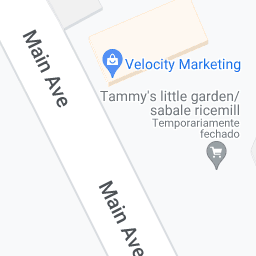 Main Ave
Velocity Marketing
Tammy's little garden/
sabale ricemill
Temporariamente
fechado
Main Ave